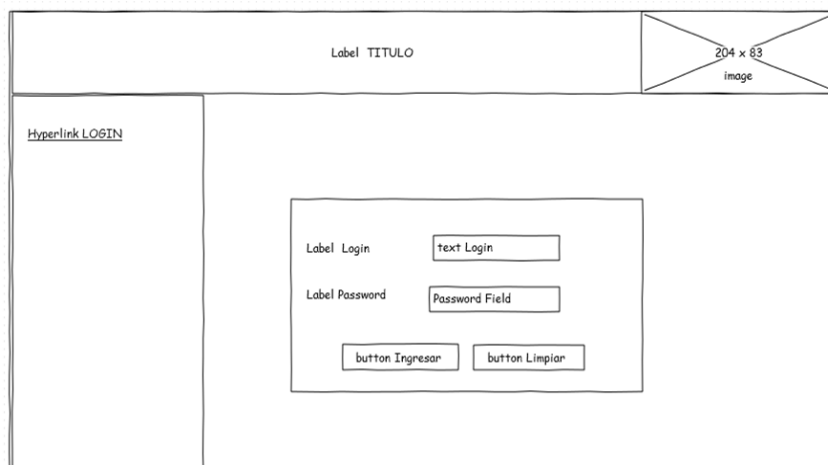 Label TITULO
204 x 83
image
Hyperlink LOGIN
Label Login
text Login
Label Password
Password Field
button Ingresar
button Limpiar